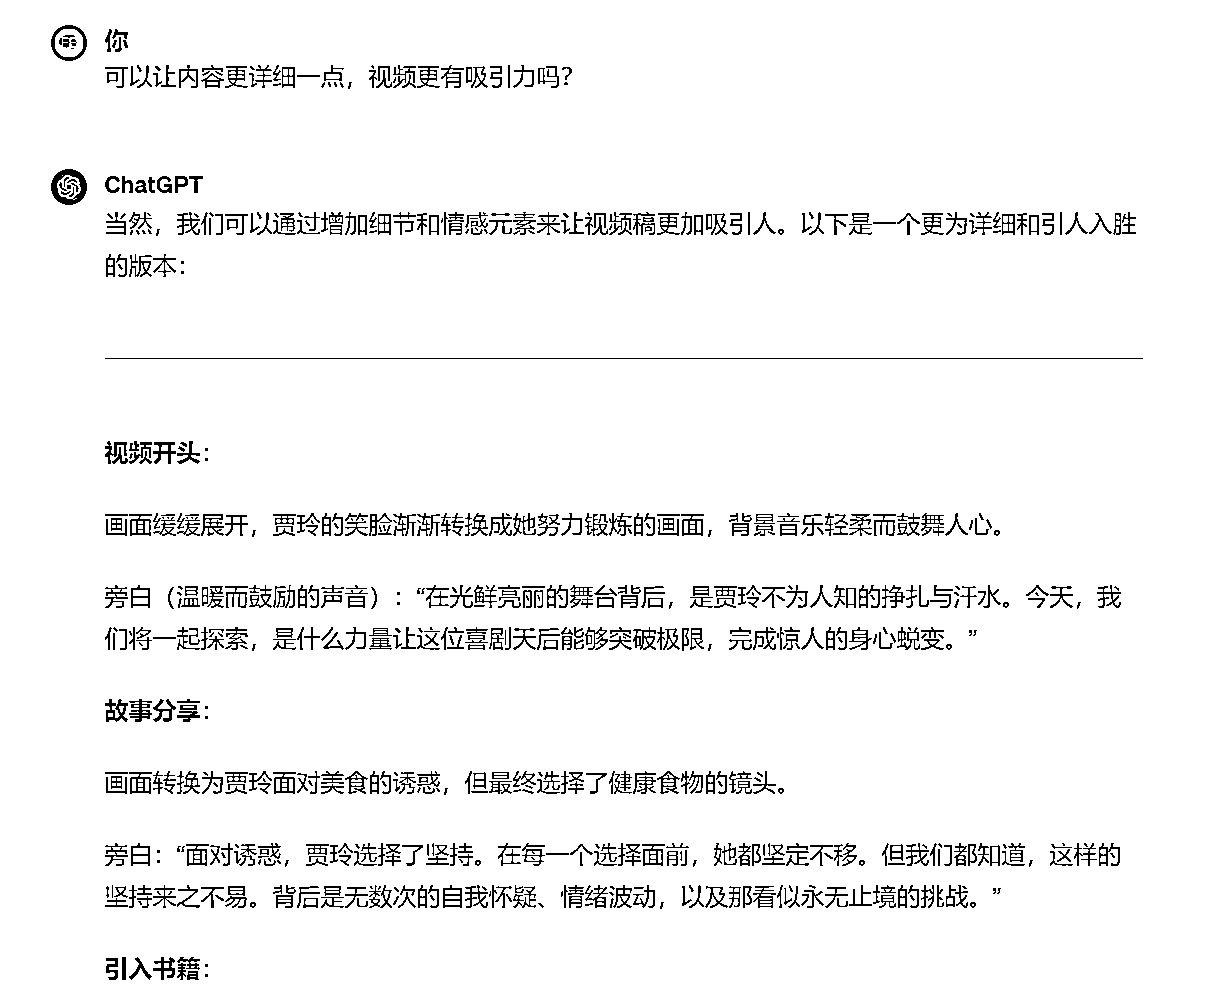 你
可以让内容更详细一点，视频更有吸引力吗？
ChatGPT
当然，我们可以通过增加细节和情感元素来让视频稿更加吸引人。以下是一个更为详细和引人入胜
的版本：
视频开头：
画面缓缓展开，贾玲的笑脸渐渐转换成她努力锻炼的画面，背景音乐轻柔而鼓舞人心。
旁白（温暖而鼓励的声音）：“在光鲜亮丽的舞台背后，是贾玲不为人知的挣扎与汗水。今天，我
们将一起探索，是什么力量让这位喜剧天后能够突破极限，完成惊人的身心蜕变。”
故事分享：
画面转换为贾玲面对美食的诱惑，但最终选择了健康食物的镜头。
旁白：“面对诱惑，贾玲选择了坚持。在每一个选择面前，她都坚定不移。但我们都知道，这样的
坚持来之不易。背后是无数次的自我怀疑、情绪波动，以及那看似永无止境的挑战。”
引入书籍：